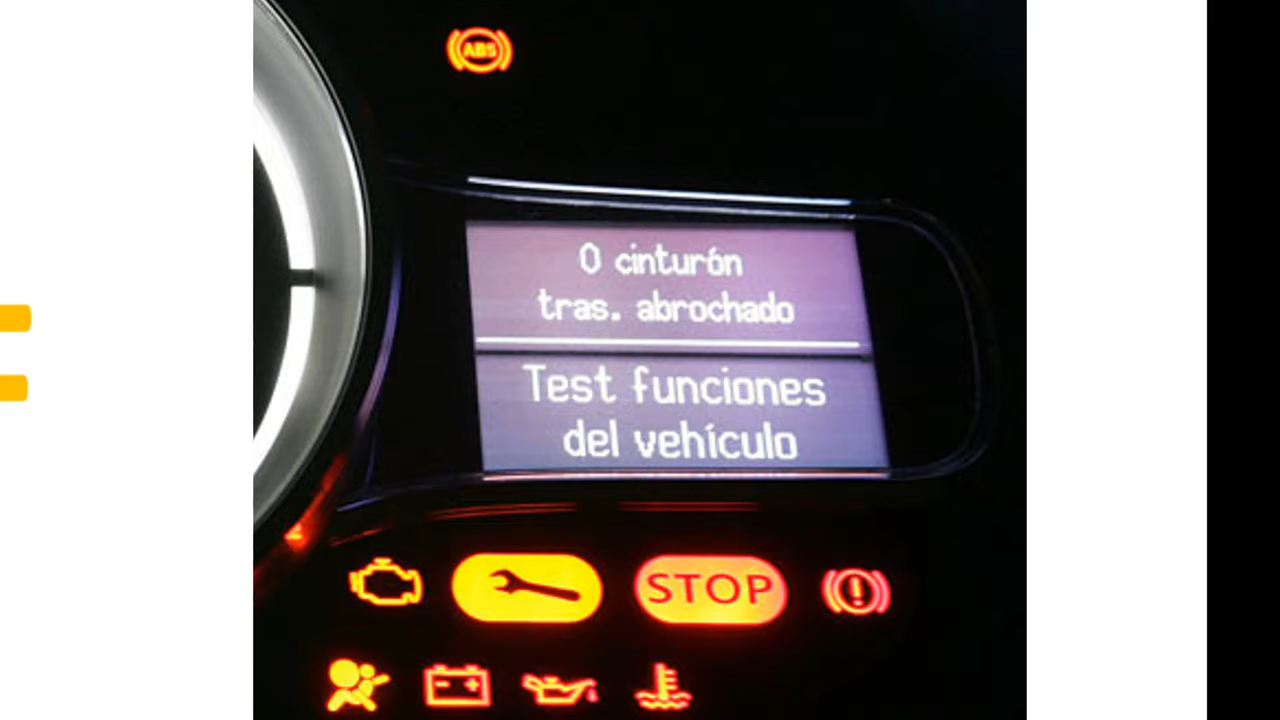 ABS
0 cinturón
tras. abrochado
Test funciones
del vehículo
STOP